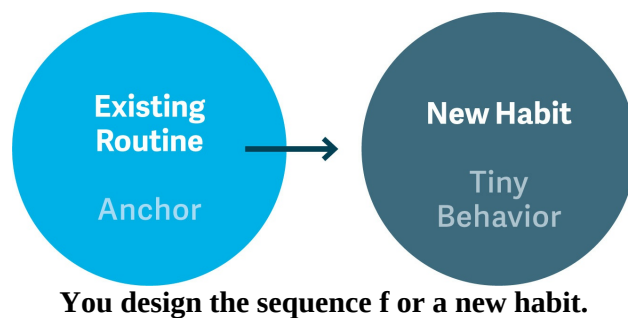 Existing
Routine
Anchor
New Habit
Tiny
Behavior
You design the sequence f or a new habit.